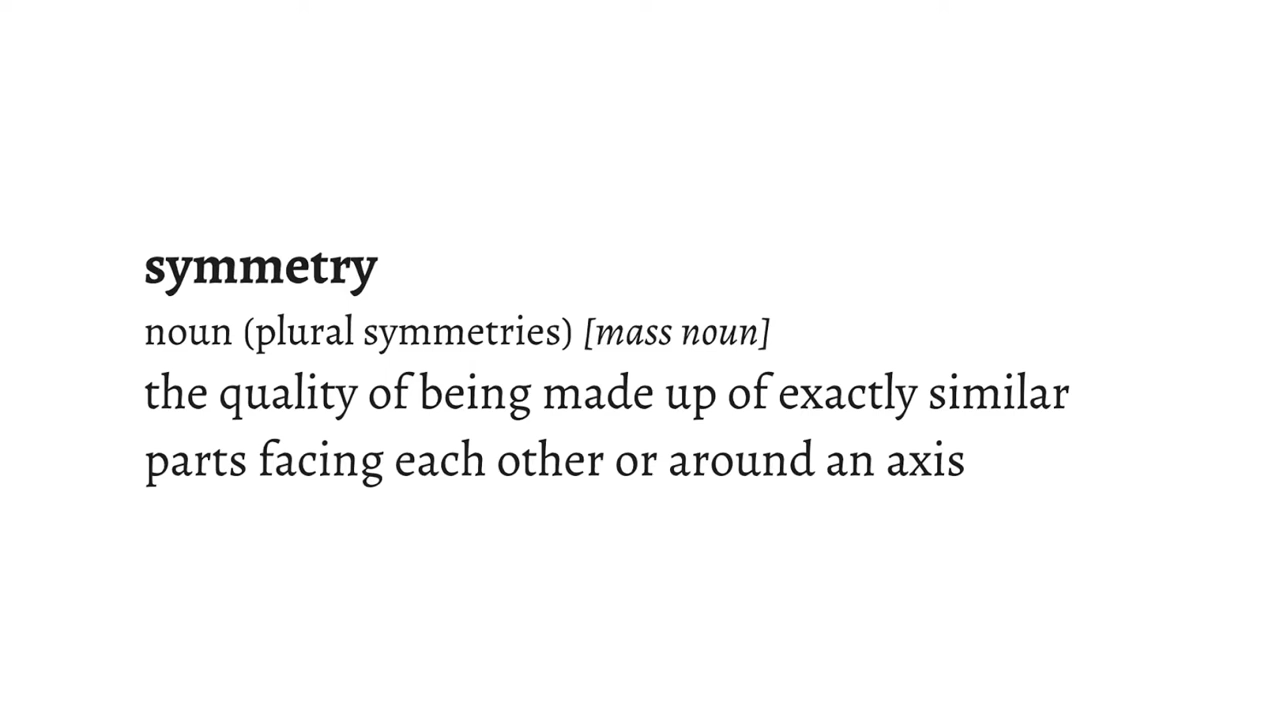 symmetry
noun (plural symmetries) [mass noun]
the quality of being made up of exactly similar
parts facing each other or around an axis